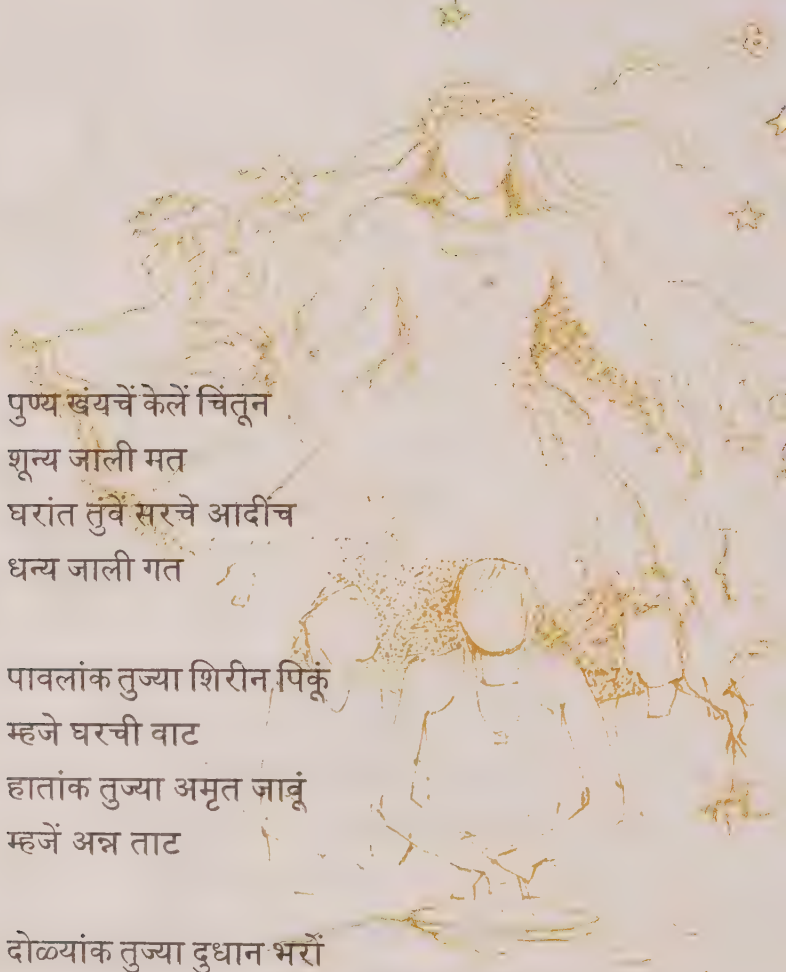 पुण्य खंयचें केलें चिंतून
शून्य जाली मत
घरांत तुंवें सरचे आदींच
धन्य जाली गत
पावलांक तुज्या शिरीन पिकूं
म्हजे घरची वाट
हातांक तुज्या अमृत जावूं
म्हजें अन्न ताट
दोळ्यांक तुज्या दुधान भरों